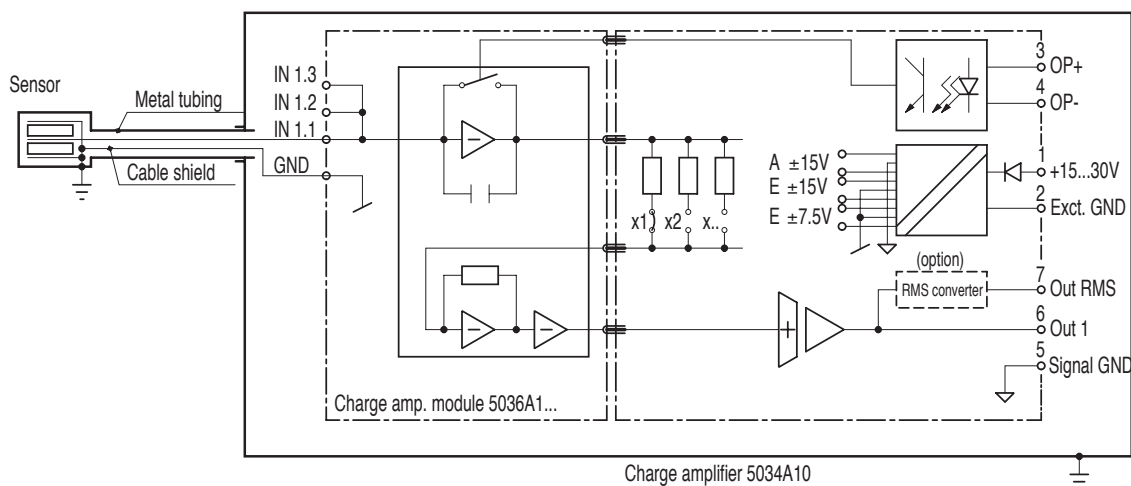 Sensor
Metal tubing
Cable shield
IN 1.3
IN 1.2
IN 1.1
GND
x1)
x2
x..
Charge amp. module 5036A1...
3
OP+
4
OP-
A ±15V
E ±15V
E ±7.5V
1
+15...30V
2
Exct. GND
(option)
RMS converter
7
Out RMS
6
Out 1
5
Signal GND
Charge amplifier 5034A10